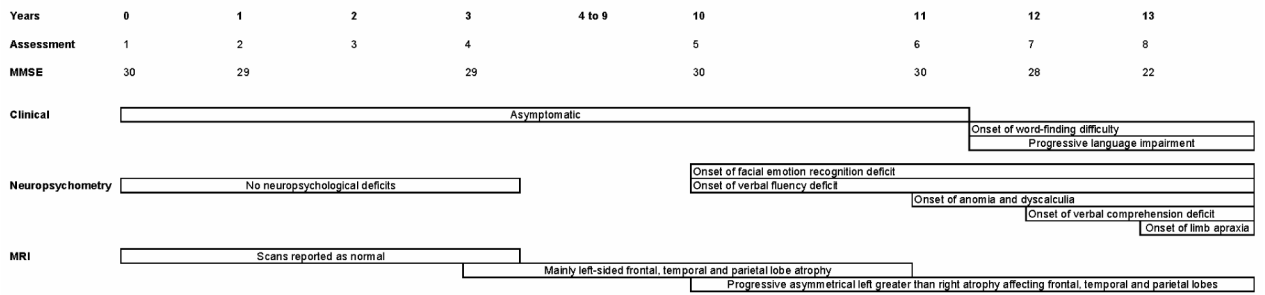 Years 0 1 2 3 4 to 9 10 11 12 13
Assessment 1 2 3 4 5 6 7 8
MMSE 30 29 29 30 30 28 22
Clinical Asymptomatic
Onset of word-finding difficulty
Progressive language impairment
Onset of facial emotion recognition deficit
Neuropsychometry No neuropsychological deficits Onset of verbal fluency deficit
Onset of anomia and dyscalculia
Onset of verbal comprehension deficit
Onset of limb apraxia
MRI Scans reported as normal
Mainly left-sided frontal, temporal and parietal lobe atrophy
Progressive asymmetrical left greater than right atrophy affecting frontal, temporal and parietal lobes